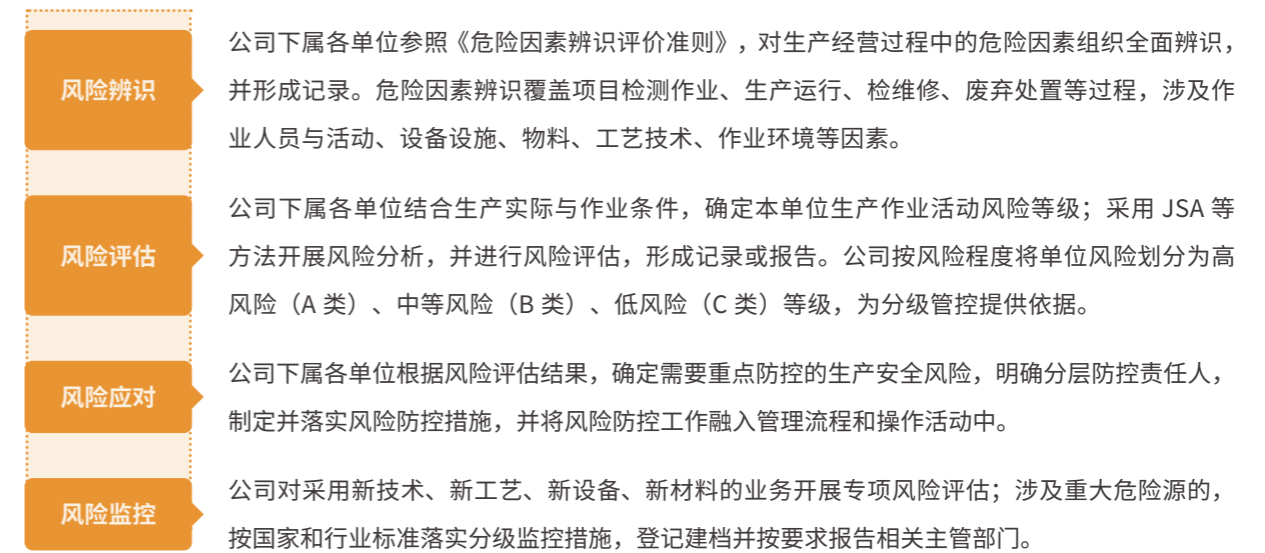 风险辨识
公司下属各单位参照《危险因素辨识评价准则》，对生产经营过程中的危险因素组织全面辨识，
并形成记录。危险因素辨识覆盖项目检测作业、生产运行、检维修、废弃处置等过程，涉及作
业人员与活动、设备设施、物料、工艺技术、作业环境等因素。
风险评估
公司下属各单位结合生产实际与作业条件，确定本单位生产作业活动风险等级；采用 JSA 等
方法开展风险分析，并进行风险评估，形成记录或报告。公司按风险程度将单位风险划分为高
风险（A 类）、中等风险（B 类）、低风险（C 类）等级，为分级管控提供依据。
风险应对
公司下属各单位根据风险评估结果，确定需要重点防控的生产安全风险，明确分层防控责任人，
制定并落实风险防控措施，并将风险防控工作融入管理流程和操作活动中。
风险监控
公司对采用新技术、新工艺、新设备、新材料的业务开展专项风险评估；涉及重大危险源的，
按国家和行业标准落实分级监控措施，登记建档并按要求报告相关主管部门。